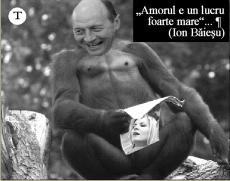 T
„Amorul e un lucru
foarte mare“... ¶
(Ion Băieșu)